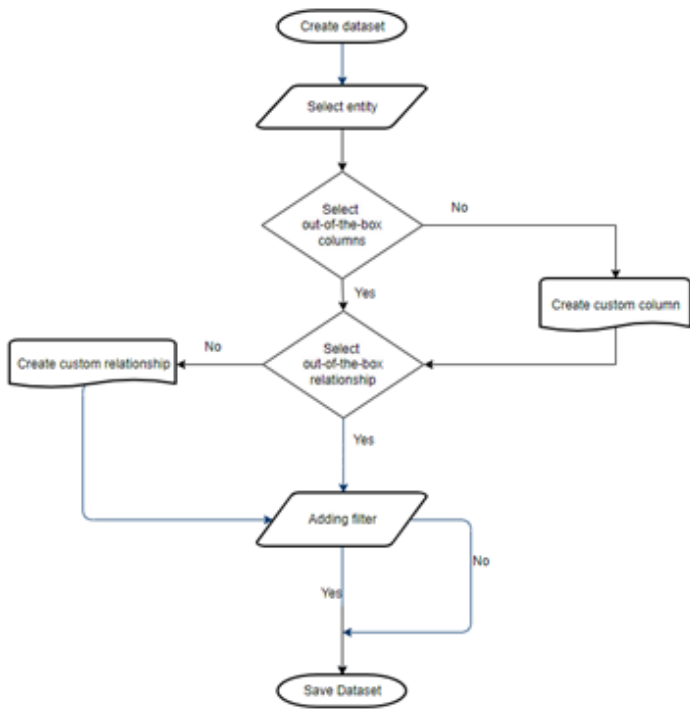 Create dataset
Select entity
Select
out-of-the-box
columns
No
Yes
Create custom column
Select
out-of-the-box
relationship
No
Create custom relationship
Yes
Adding filter
No
Yes
Save Dataset